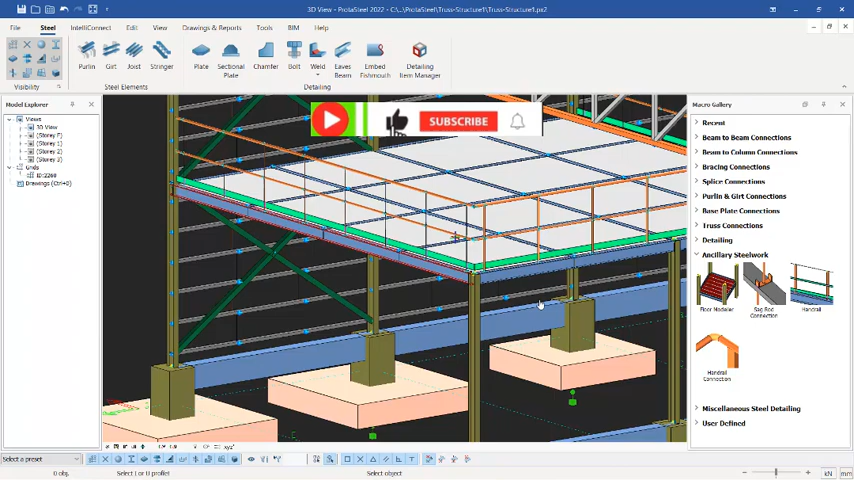 3D View - ProtaSteel 2022 - C:\...\ProtaSteel\Truss-Structure1\Truss-Structure1.px2
File
Steel
IntelliConnect
Edit
View
Drawings & Reports
Tools
BIM
Help
Purlin
Girt
Joist
Stringer
Plate
Sectional Plate
Chamfer
Bolt
Weld
Eaves Beam
Embed Fishmouth
Detailing Item Manager
Visibility
Steel Elements
Detailing
Model Explorer
Views
3D View
(Storey F)
(Storey 1)
(Storey 2)
(Storey 3)
Grids
ID:2260
Drawings (Ctrl+8)
SUBSCRIBE
Macro Gallery
Recent
Beam to Beam Connections
Beam to Column Connections
Bracing Connections
Splice Connections
Purlin & Girt Connections
Base Plate Connections
Truss Connections
Detailing
Ancillary Steelwork
Floor Modeler
Sag Rod Connection
Handrail
Handrail Connection
Miscellaneous Steel Detailing
User Defined
Select a preset
0 obj.
Select I or U profile!
Select object
kN
mm